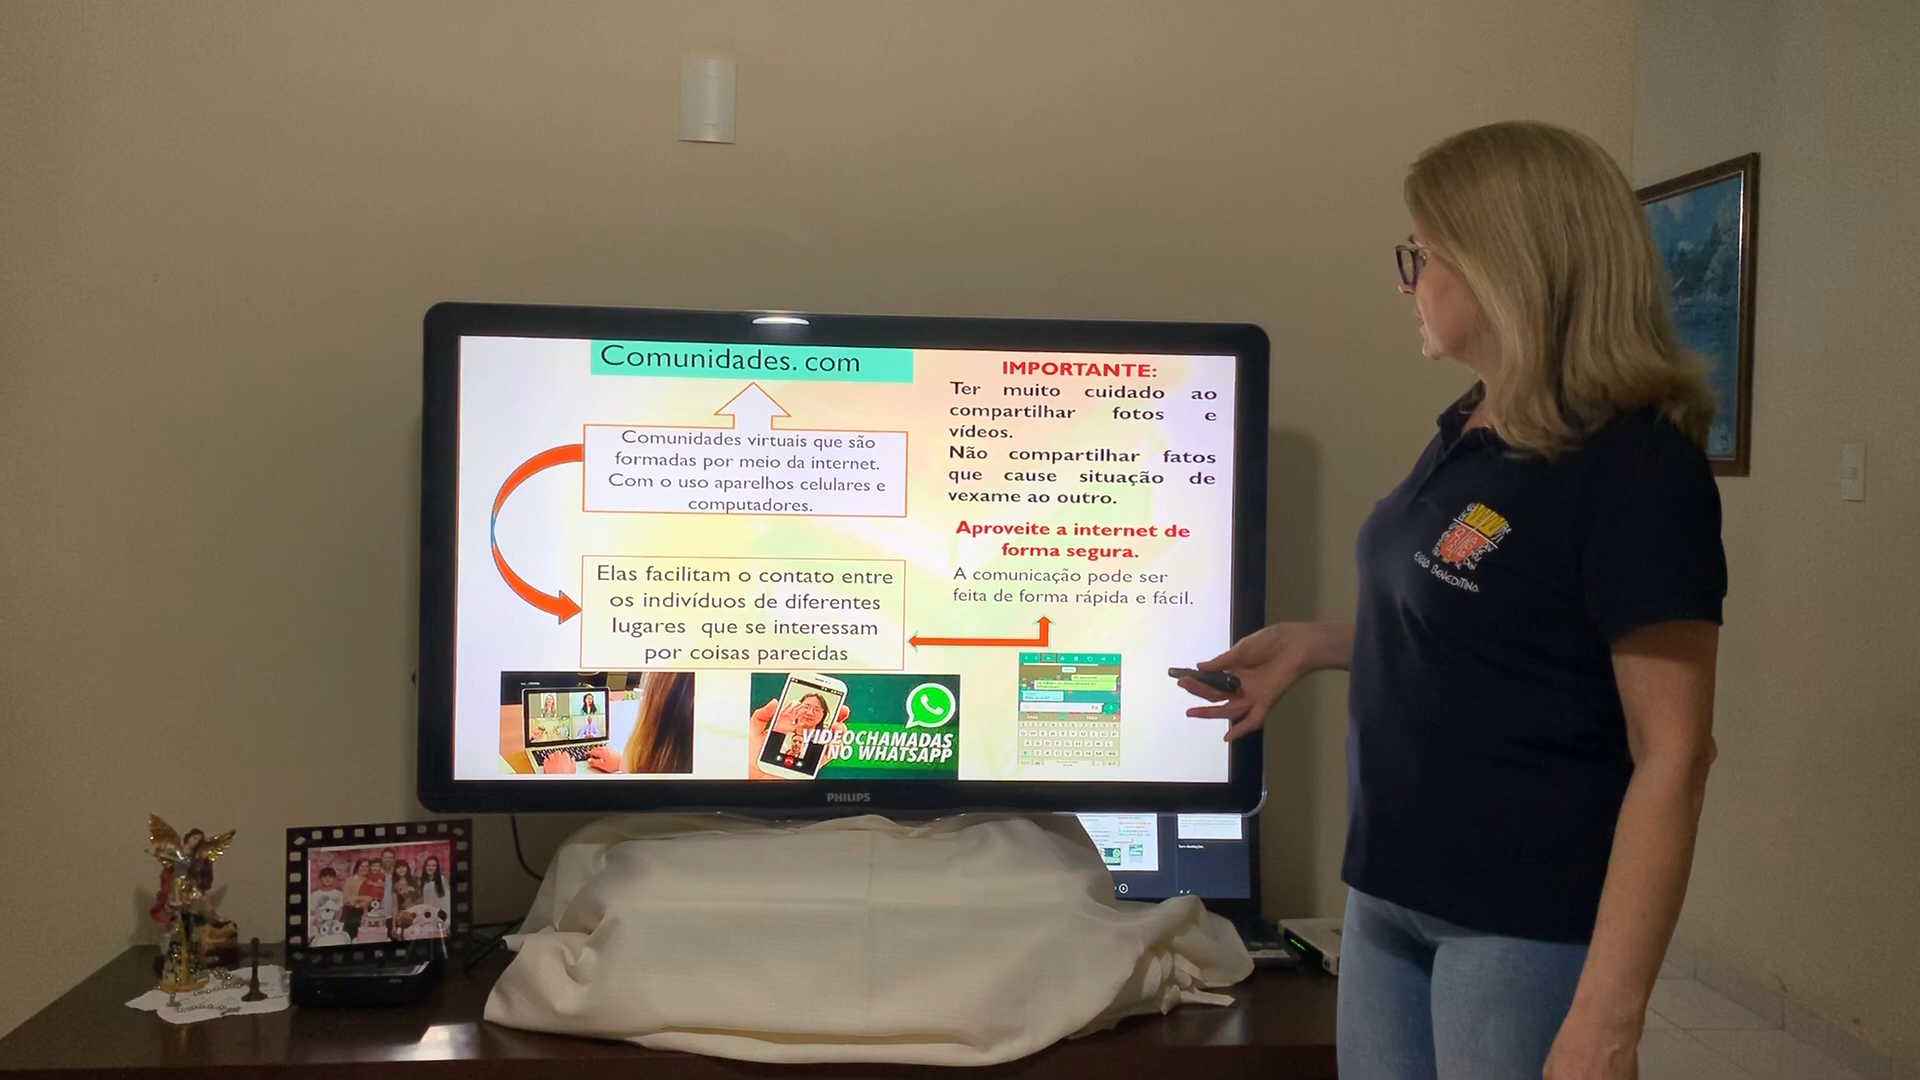 Comunidades. com
Comunidades virtuais que são
formadas por meio da internet.
Com o uso aparelhos celulares e
computadores.
Elas facilitam o contato entre
os indivíduos de diferentes
lugares que se interessam
por coisas parecidas
IMPORTANTE:
Ter muito cuidado ao
compartilhar fotos e
vídeos.
Não compartilhar fatos
que cause situação de
vexame ao outro.
Aproveite a internet de
forma segura.
A comunicação pode ser
feita de forma rápida e fácil.
VIDEOCHAMADAS
NO WHATSAPP
PHILIPS
BENEDITINA